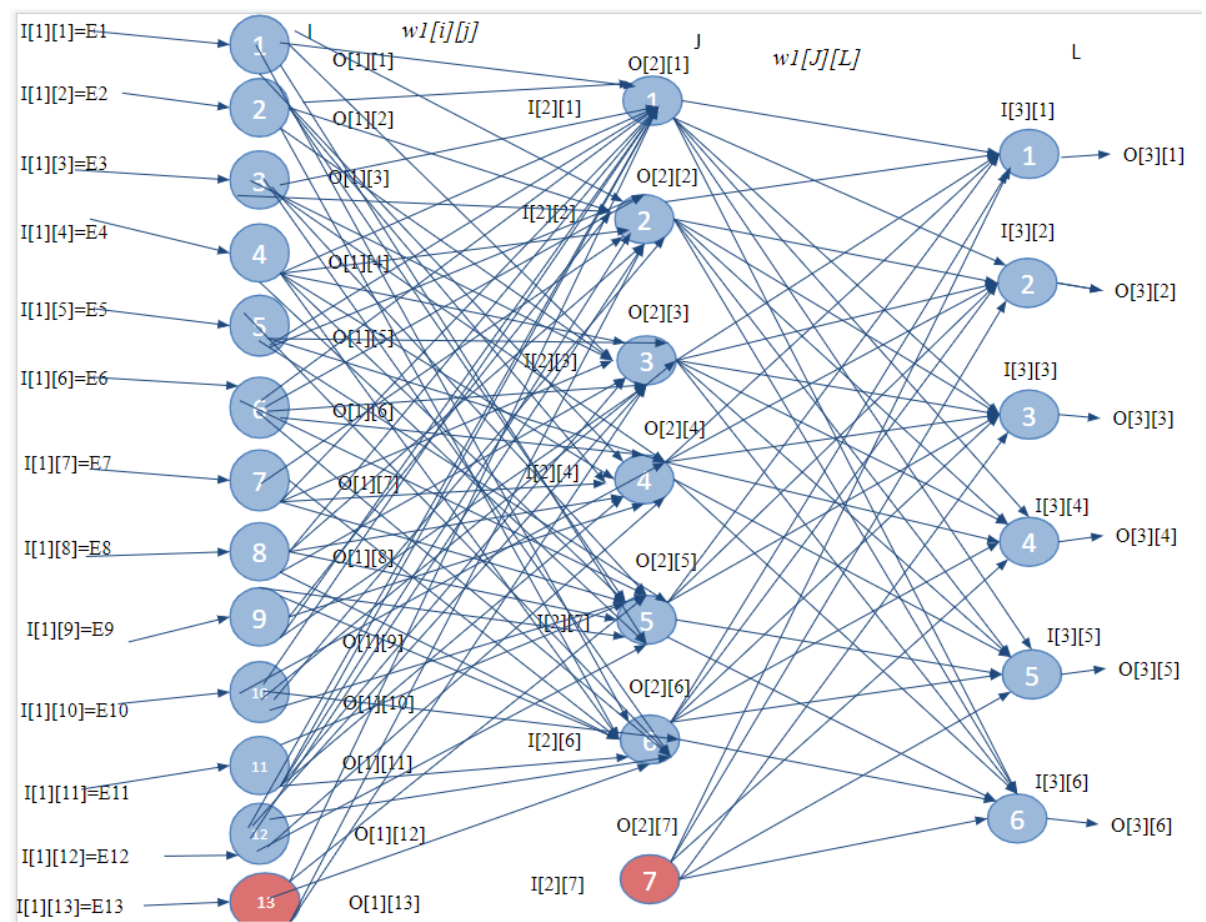 I[1][1]=E1
I[1][2]=E2
I[1][3]=E3
I[1][4]=E4
I[1][5]=E5
I[1][6]=E6
I[1][7]=E7
I[1][8]=E8
I[1][9]=E9
I[1][10]=E10
I[1][11]=E11
I[1][12]=E12
I[1][13]=E13
I
1
2
3
4
5
6
7
8
9
10
11
12
13
w1[i][j]
O[1][1]
O[1][2]
O[1][3]
O[1][4]
O[1][5]
O[1][6]
O[1][7]
O[1][8]
O[1][9]
O[1][10]
O[1][11]
O[1][12]
O[1][13]
I[2][1]
I[2][2]
I[2][3]
I[2][4]
I[2][7]
I[2][6]
I[2][7]
J
O[2][1]
1
O[2][2]
2
O[2][3]
3
O[2][4]
4
O[2][5]
5
O[2][6]
6
O[2][7]
7
w1[J][L]
L
I[3][1]
1
I[3][2]
2
I[3][3]
3
I[3][4]
4
I[3][5]
5
I[3][6]
6
O[3][1]
O[3][2]
O[3][3]
O[3][4]
O[3][5]
O[3][6]